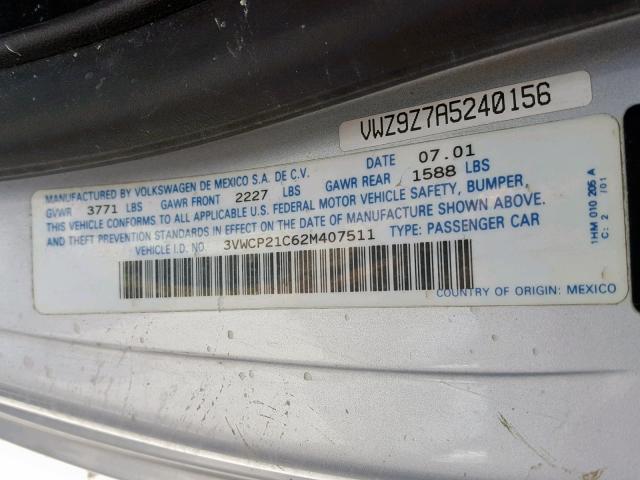 VWZ9Z7A5240156
MANUFACTURED BY VOLKSWAGEN DE MEXICO S.A. DE C.V. DATE 07.01
GVWR 3771 LBS GAWR FRONT 2227 LBS GAWR REAR 1588 LBS
THIS VEHICLE CONFORMS TO ALL APPLICABLE U.S. FEDERAL MOTOR VEHICLE SAFETY, BUMPER,
AND THEFT PREVENTION STANDARDS IN EFFECT ON THE DATE OF MANUFACTURE SHOWN ABOVE.
VEHICLE I.D. NO. 3VWCP21C62M407511 TYPE: PASSENGER CAR
COUNTRY OF ORIGIN: MEXICO
1HM 010 205 A
C: 2 /01